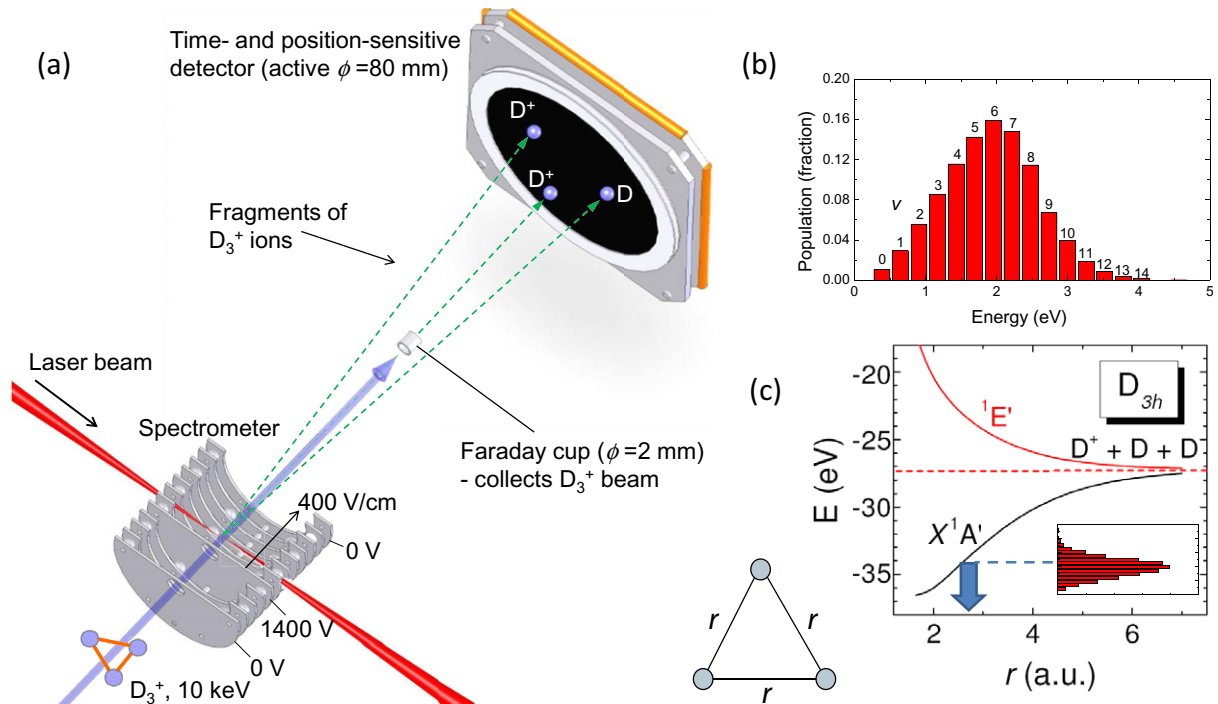 (a)
Time- and position-sensitive
detector (active ϕ =80 mm)
D⁺
D⁺
D
Fragments of
D₃⁺ ions
Laser beam
Spectrometer
Faraday cup (ϕ =2 mm)
- collects D₃⁺ beam
400 V/cm
0 V
1400 V
0 V
D₃⁺, 10 keV
(b)
Population (fraction)
0.20
0.16
0.12
0.08
0.04
0.00
v
0
1
2
3
4
5
6
7
8
9
10
11
12
13
14
0
1
2
3
4
5
Energy (eV)
(c)
D₃ₕ
¹E'
D⁺ + D + D⁻
X¹A'
E (eV)
-20
-25
-30
-35
2
4
6
r (a.u.)
r
r
r